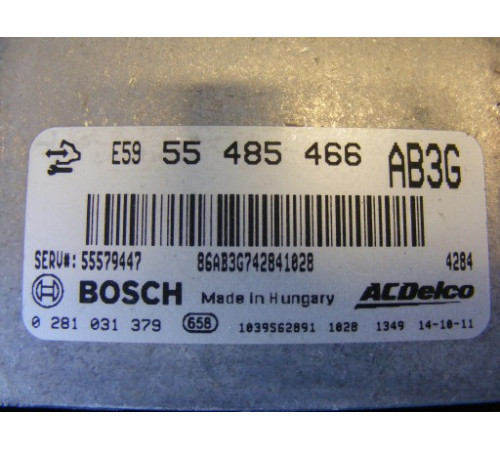 E59 55 485 466 AB3G
SERV#: 55579447 86AB3G742841028 4284
BOSCH Made in Hungary ACDelco
0 281 031 379 658 1039S62891 1028 1349 14-10-11